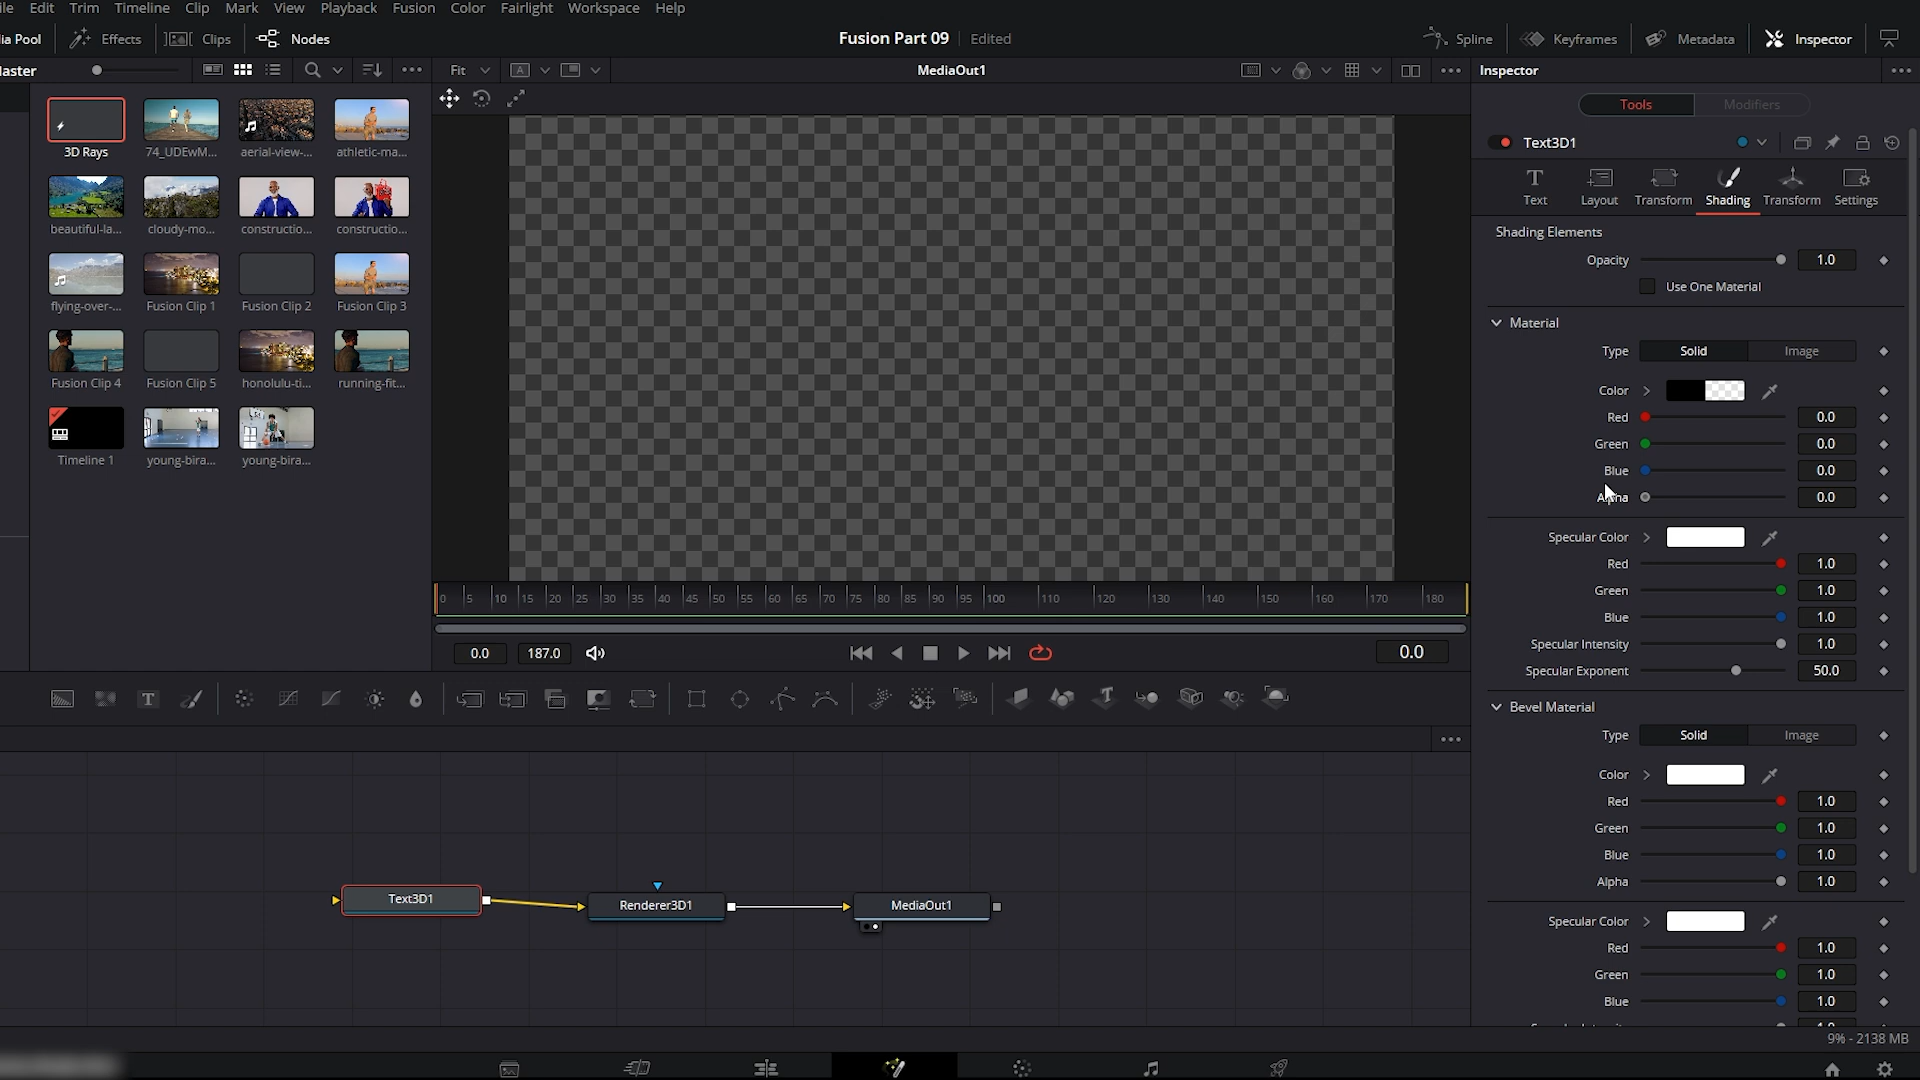 ile Edit Trim Timeline Clip Mark View Playback Fusion Color Fairlight Workspace Help
ia Pool Effects Clips Nodes Fusion Part 09 Edited Spline Keyframes Metadata Inspector
laster Fit MediaOut1 Inspector
Tools Modifiers
Text3D1
Text Layout Transform Shading Transform Settings
3D Rays 74_UDEwM... aerial-view-... athletic-ma...
beautiful-la... cloudy-mo... constructio... constructio...
flying-over-... Fusion Clip 1 Fusion Clip 2 Fusion Clip 3
Fusion Clip 4 Fusion Clip 5 honolulu-ti... running-fit...
Timeline 1 young-bira... young-bira...
Shading Elements
Opacity 1.0
Use One Material
Material
Type Solid Image
Color
Red 0.0
Green 0.0
Blue 0.0
Alpha 0.0
Specular Color
Red 1.0
Green 1.0
Blue 1.0
Specular Intensity 1.0
Specular Exponent 50.0
Bevel Material
Type Solid Image
Color
Red 1.0
Green 1.0
Blue 1.0
Alpha 1.0
Specular Color
Red 1.0
Green 1.0
Blue 1.0
0 5 10 15 20 25 30 35 40 45 50 55 60 65 70 75 80 85 90 95 100 110 120 130 140 150 160 170 180
0.0 187.0 0.0
Text3D1 Renderer3D1 MediaOut1
9% - 2138 MB